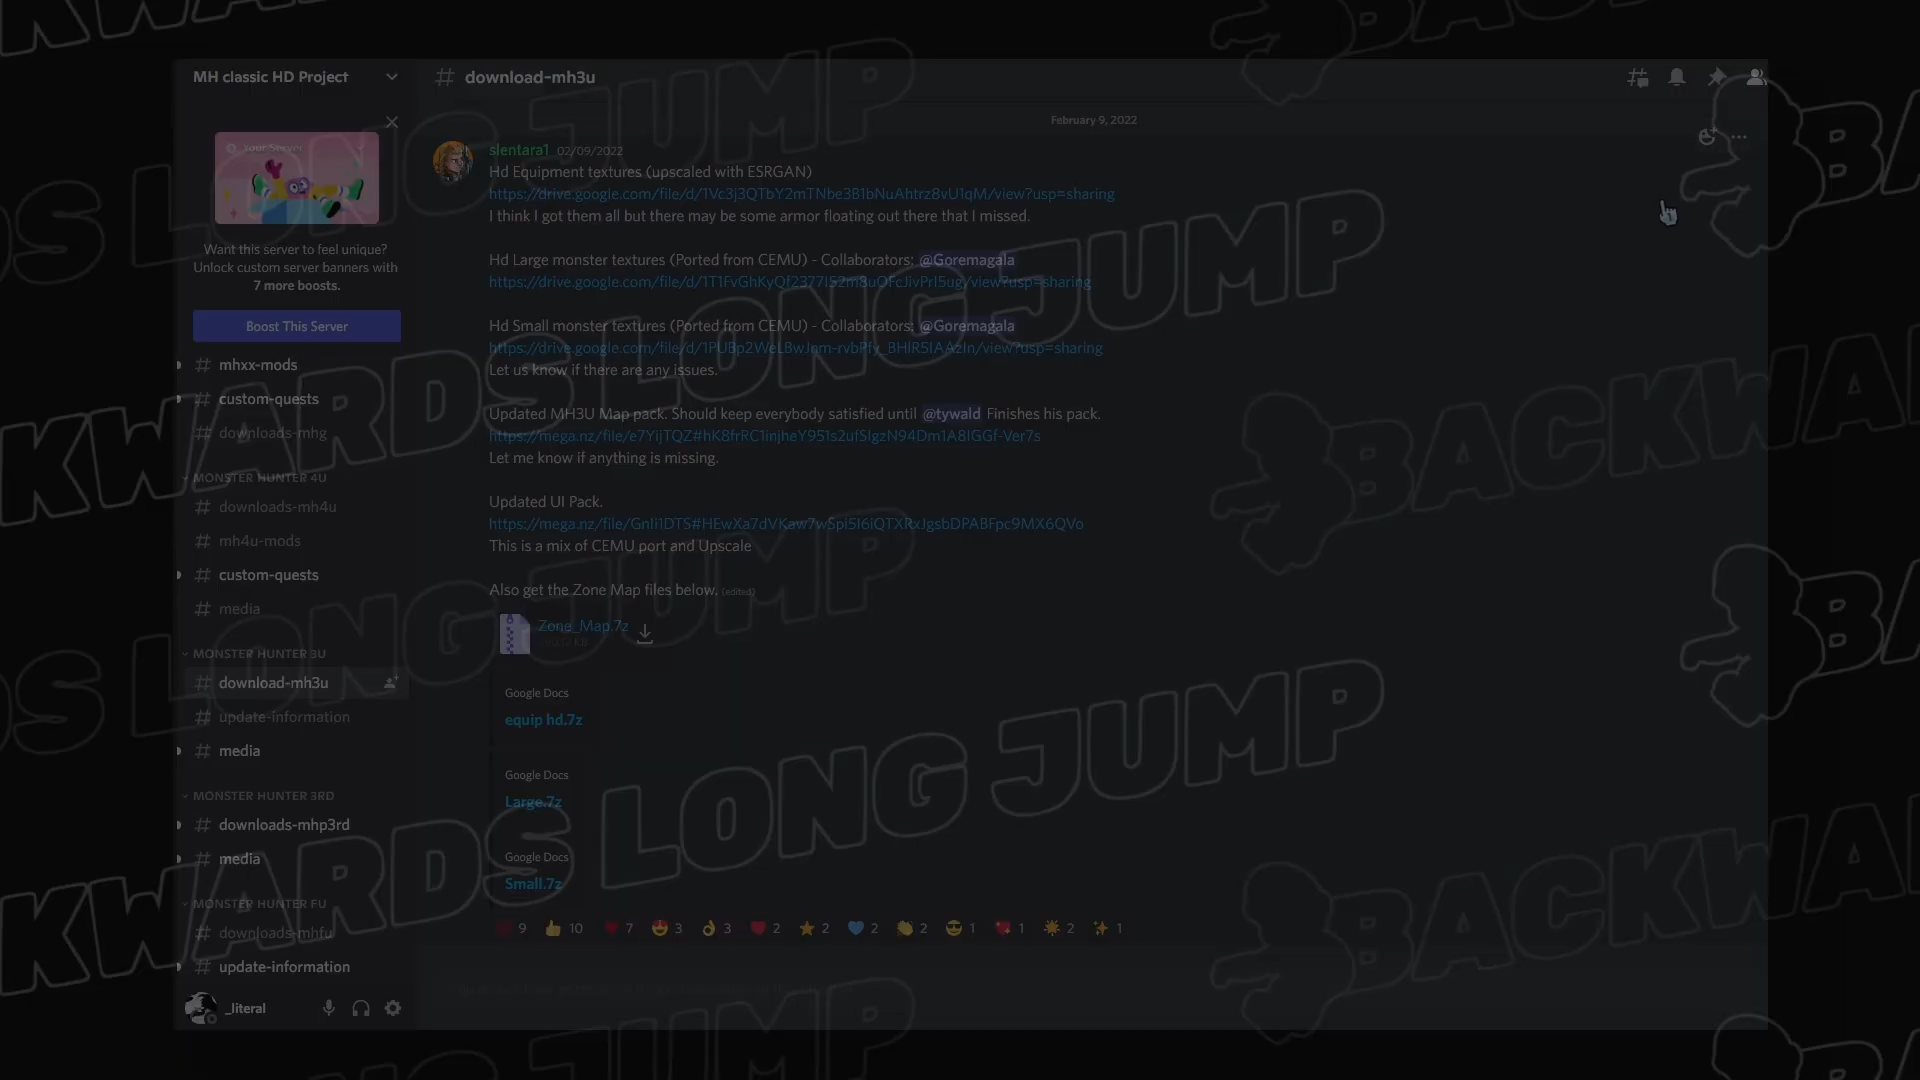 MH classic HD Project
Your Server
Want this server to feel unique?
Unlock custom server banners with
7 more boosts.
Boost This Server
mhxx-mods
custom-quests
downloads-mhg
MONSTER HUNTER 4U
downloads-mh4u
mh4u-mods
custom-quests
media
MONSTER HUNTER 3U
download-mh3u
update-information
media
MONSTER HUNTER 3RD
downloads-mhp3rd
media
MONSTER HUNTER FU
downloads-mhfu
update-information
_literal
download-mh3u
February 9, 2022
slentara1 02/09/2022
Hd Equipment textures (upscaled with ESRGAN)
I think I got them all but there may be some armor floating out there that I missed.
Hd Large monster textures (Ported from CEMU) - Collaborators: @Goremagala
Hd Small monster textures (Ported from CEMU) - Collaborators: @Goremagala
Let us know if there are any issues.
Updated MH3U Map pack. Should keep everybody satisfied until @tywald Finishes his pack.
Let me know if anything is missing.
Updated UI Pack.
This is a mix of CEMU port and Upscale
Also get the Zone Map files below. (edited)
Zone_Map.7z
Google Docs
equip hd.7z
Google Docs
Large.7z
Google Docs
Small.7z
9 10 7 3 3 2 2 2 2 1 1 2 1
BACKWARDS LONG JUMP